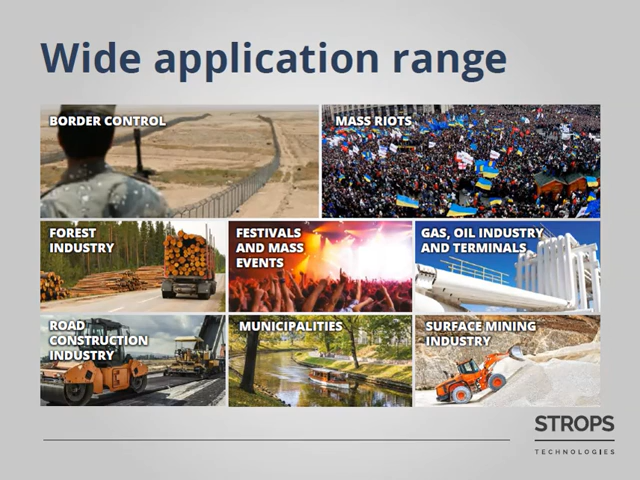 Wide application range
BORDER CONTROL
MASS RIOTS
FOREST
INDUSTRY
FESTIVALS
AND MASS
EVENTS
GAS, OIL INDUSTRY
AND TERMINALS
ROAD
CONSTRUCTION
INDUSTRY
MUNICIPALITIES
SURFACE MINING
INDUSTRY
STROPS
TECHNOLOGIES